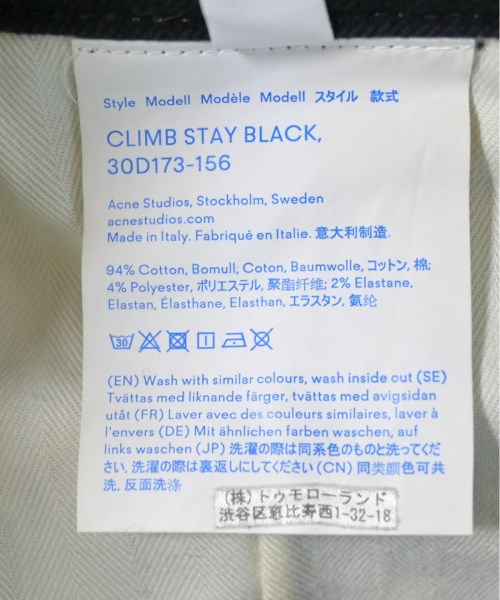 Style Modell Modèle Modell スタイル 款式
CLIMB STAY BLACK,
30D173-156
Acne Studios, Stockholm, Sweden
acnestudios.com
Made in Italy. Fabriqué en Italie. 意大利制造.
94% Cotton, Bomull, Coton, Baumwolle, コットン, 棉;
4% Polyester, ポリエステル, 聚酯纤维; 2% Elastane,
Elastan, Élasthane, Elasthan, エラスタン, 氨纶
30
(EN) Wash with similar colours, wash inside out (SE)
Tvättas med liknande färger, tvättas med avigsidan
utåt (FR) Laver avec des couleurs similaires, laver à
l'envers (DE) Mit ähnlichen farben waschen, auf
links waschen (JP) 洗濯の際は同系色のものと洗ってくだ
さい, 洗濯の際は裏返しにしてください (CN) 同类颜色可共
洗, 反面洗涤
(株)トゥモローランド
渋谷区恵比寿西1-32-18